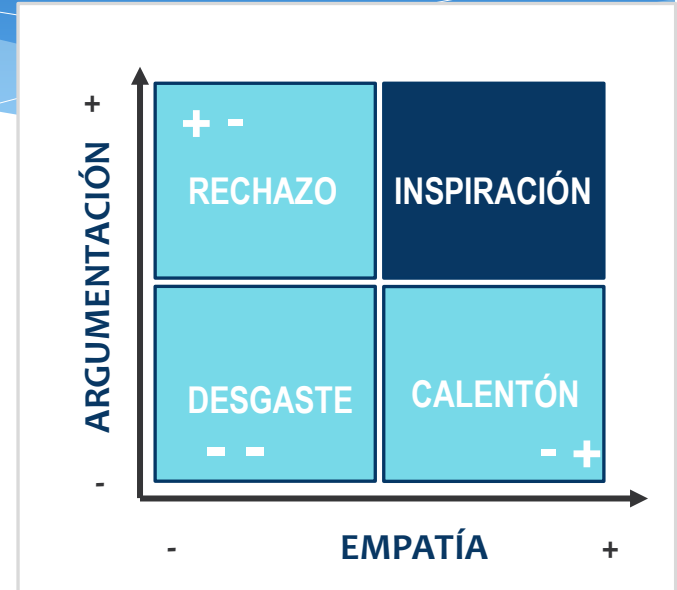 +
ARGUMENTACIÓN
-
+ -
RECHAZO
INSPIRACIÓN
DESGASTE
- -
CALENTÓN
- +
-
EMPATÍA
+